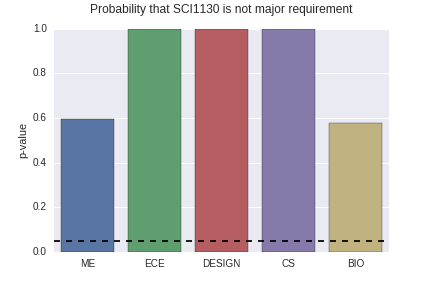 Probability that SCI1130 is not major requirement
1.0
0.8
0.6
0.4
0.2
0.0
p-value
ME ECE DESIGN CS BIO